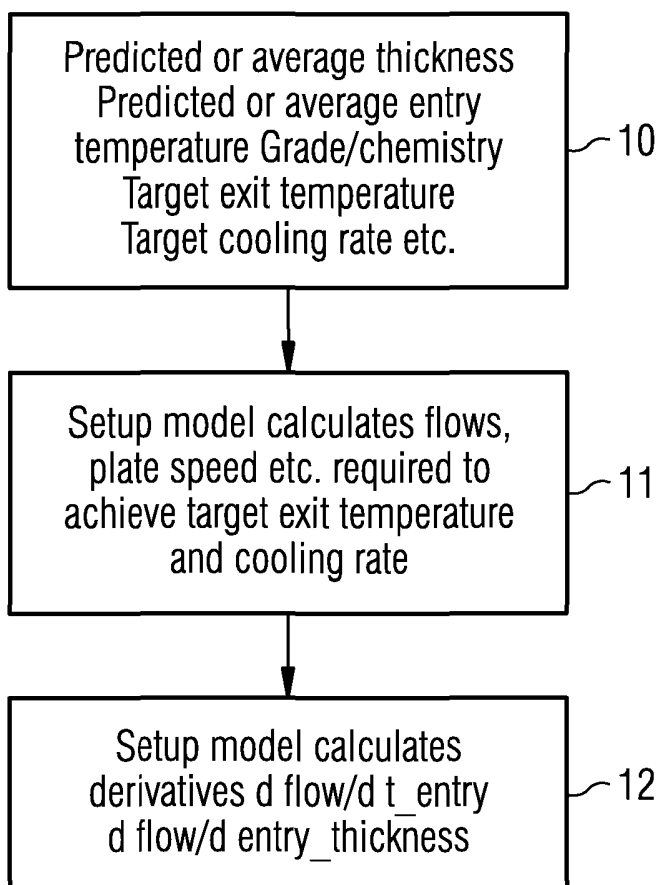 Predicted or average thickness
Predicted or average entry
temperature Grade/chemistry
Target exit temperature
Target cooling rate etc.
10
Setup model calculates flows,
plate speed etc. required to
achieve target exit temperature
and cooling rate
11
Setup model calculates
derivatives d flow/d t_entry
d flow/d entry_thickness
12